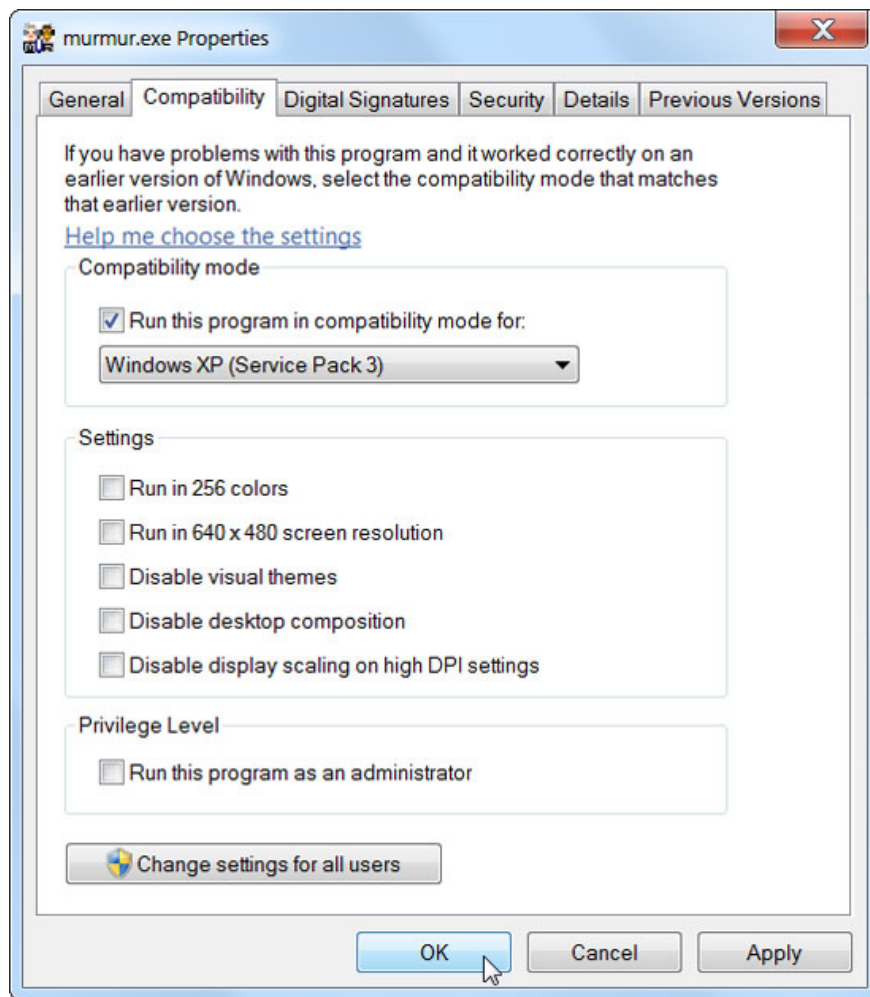 murmur.exe Properties
General Compatibility Digital Signatures Security Details Previous Versions
If you have problems with this program and it worked correctly on an
earlier version of Windows, select the compatibility mode that matches
that earlier version.
Help me choose the settings
Compatibility mode
Run this program in compatibility mode for:
Windows XP (Service Pack 3)
Settings
Run in 256 colors
Run in 640 x 480 screen resolution
Disable visual themes
Disable desktop composition
Disable display scaling on high DPI settings
Privilege Level
Run this program as an administrator
Change settings for all users
OK Cancel Apply